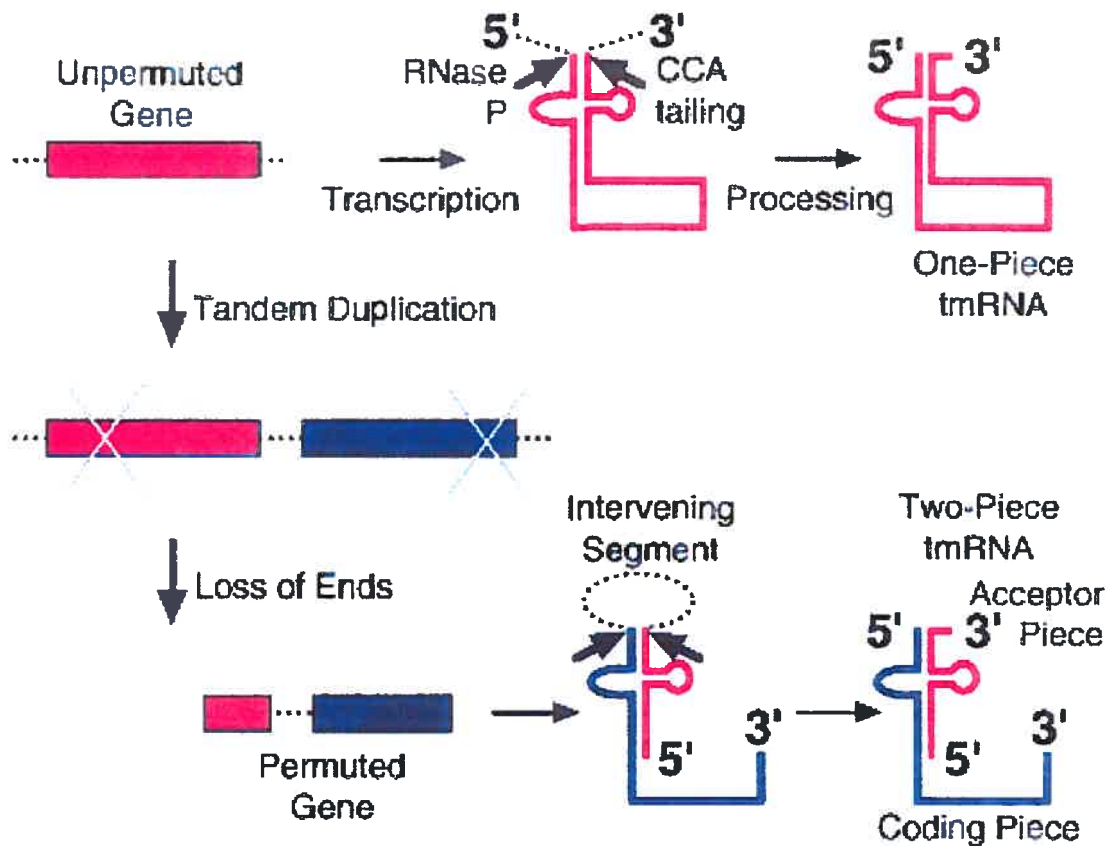 5'
3'
5'
3'
Unpermuted
Gene
RNase
P
CCA
tailing
Transcription
Processing
One-Piece
tmRNA
Tandem Duplication
Intervening
Segment
Two-Piece
tmRNA
Loss of Ends
Acceptor
Piece
5'
3'
5'
3'
5'
3'
Permuted
Gene
Coding Piece